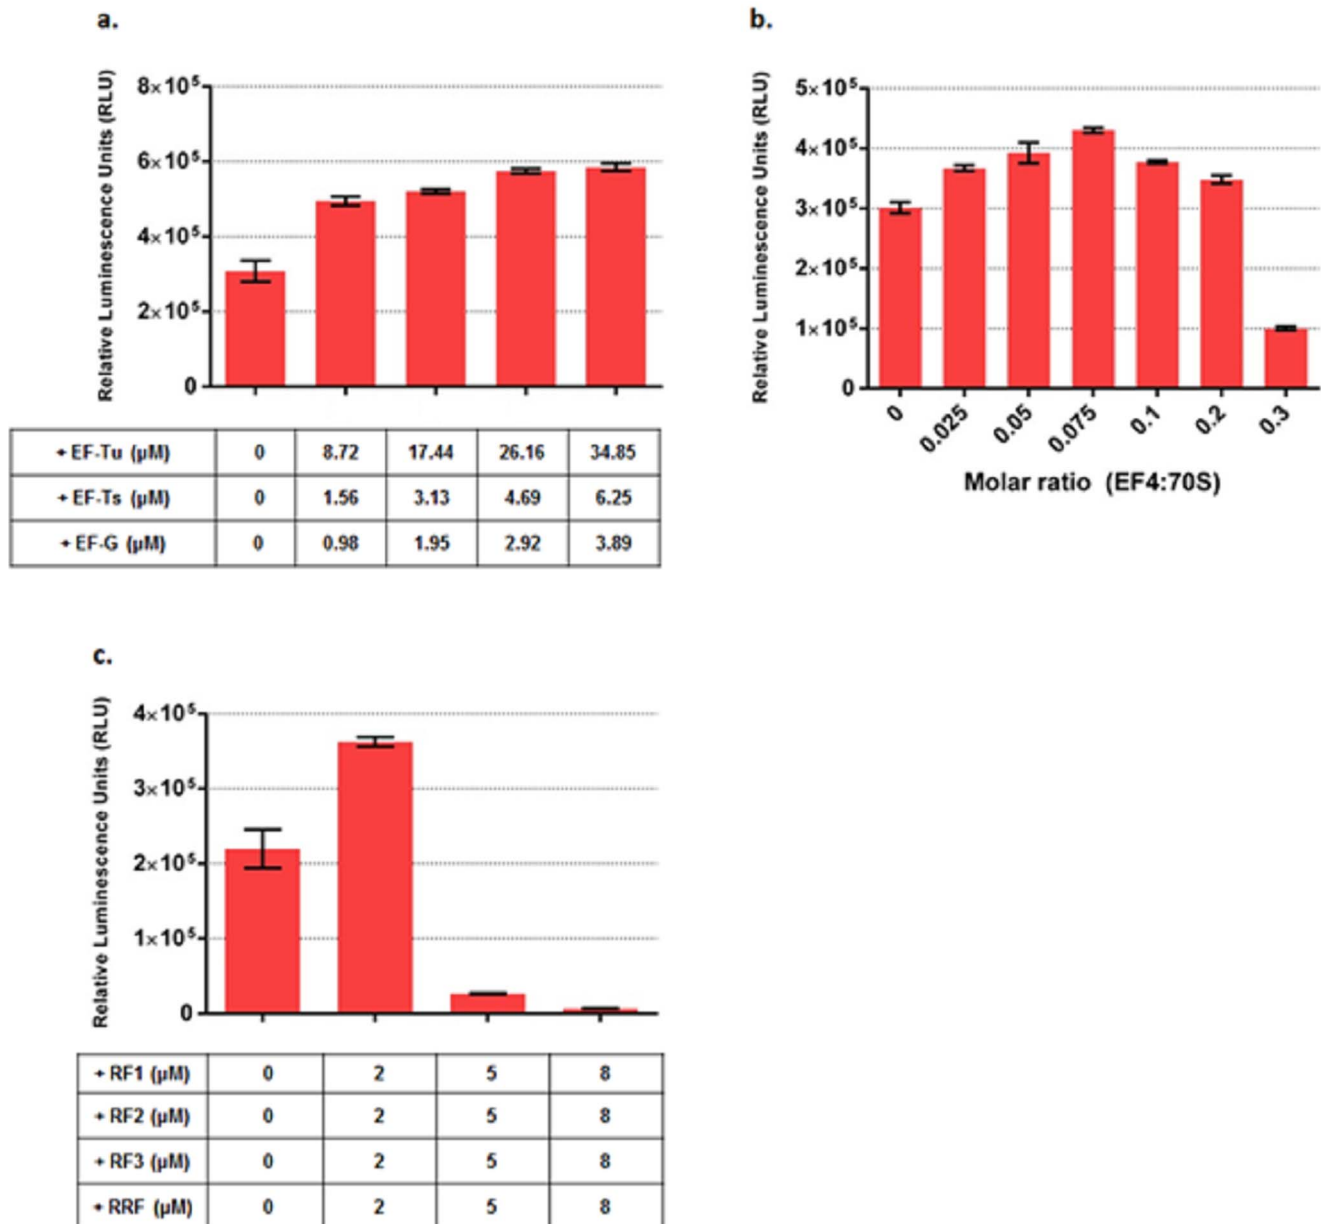 a.
Relative Luminescence Units (RLU)
8×10⁵
6×10⁵
4×10⁵
2×10⁵
0
+ EF-Tu (µM) 0 8.72 17.44 26.16 34.85
+ EF-Ts (µM) 0 1.56 3.13 4.69 6.25
+ EF-G (µM) 0 0.98 1.95 2.92 3.89
b.
Relative Luminescence Units (RLU)
5×10⁵
4×10⁵
3×10⁵
2×10⁵
1×10⁵
0
0 0.025 0.05 0.075 0.1 0.2 0.3
Molar ratio (EF4:70S)
c.
Relative Luminescence Units (RLU)
4×10⁵
3×10⁵
2×10⁵
1×10⁵
0
+ RF1 (µM) 0 2 5 8
+ RF2 (µM) 0 2 5 8
+ RF3 (µM) 0 2 5 8
+ RRF (µM) 0 2 5 8